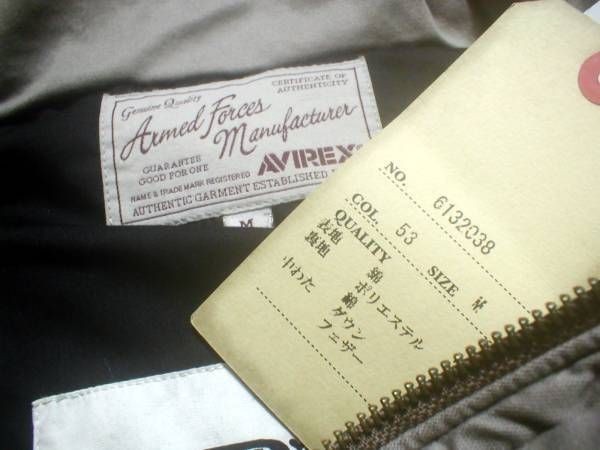 Genuine Quality
CERTIFICATE OF
AUTHENTICITY
Armed Forces
Manufacturer
GUARANTEE
GOOD FOR ONE
AVIREX
NAME & TRADE MARK REGISTERED
AUTHENTIC GARMENT ESTABLISHED
M
NO. 6132038
COL 53 SIZE M
QUALITY
表地 綿
ポリエステル
裏地 綿
中わた ダウン
フェザー